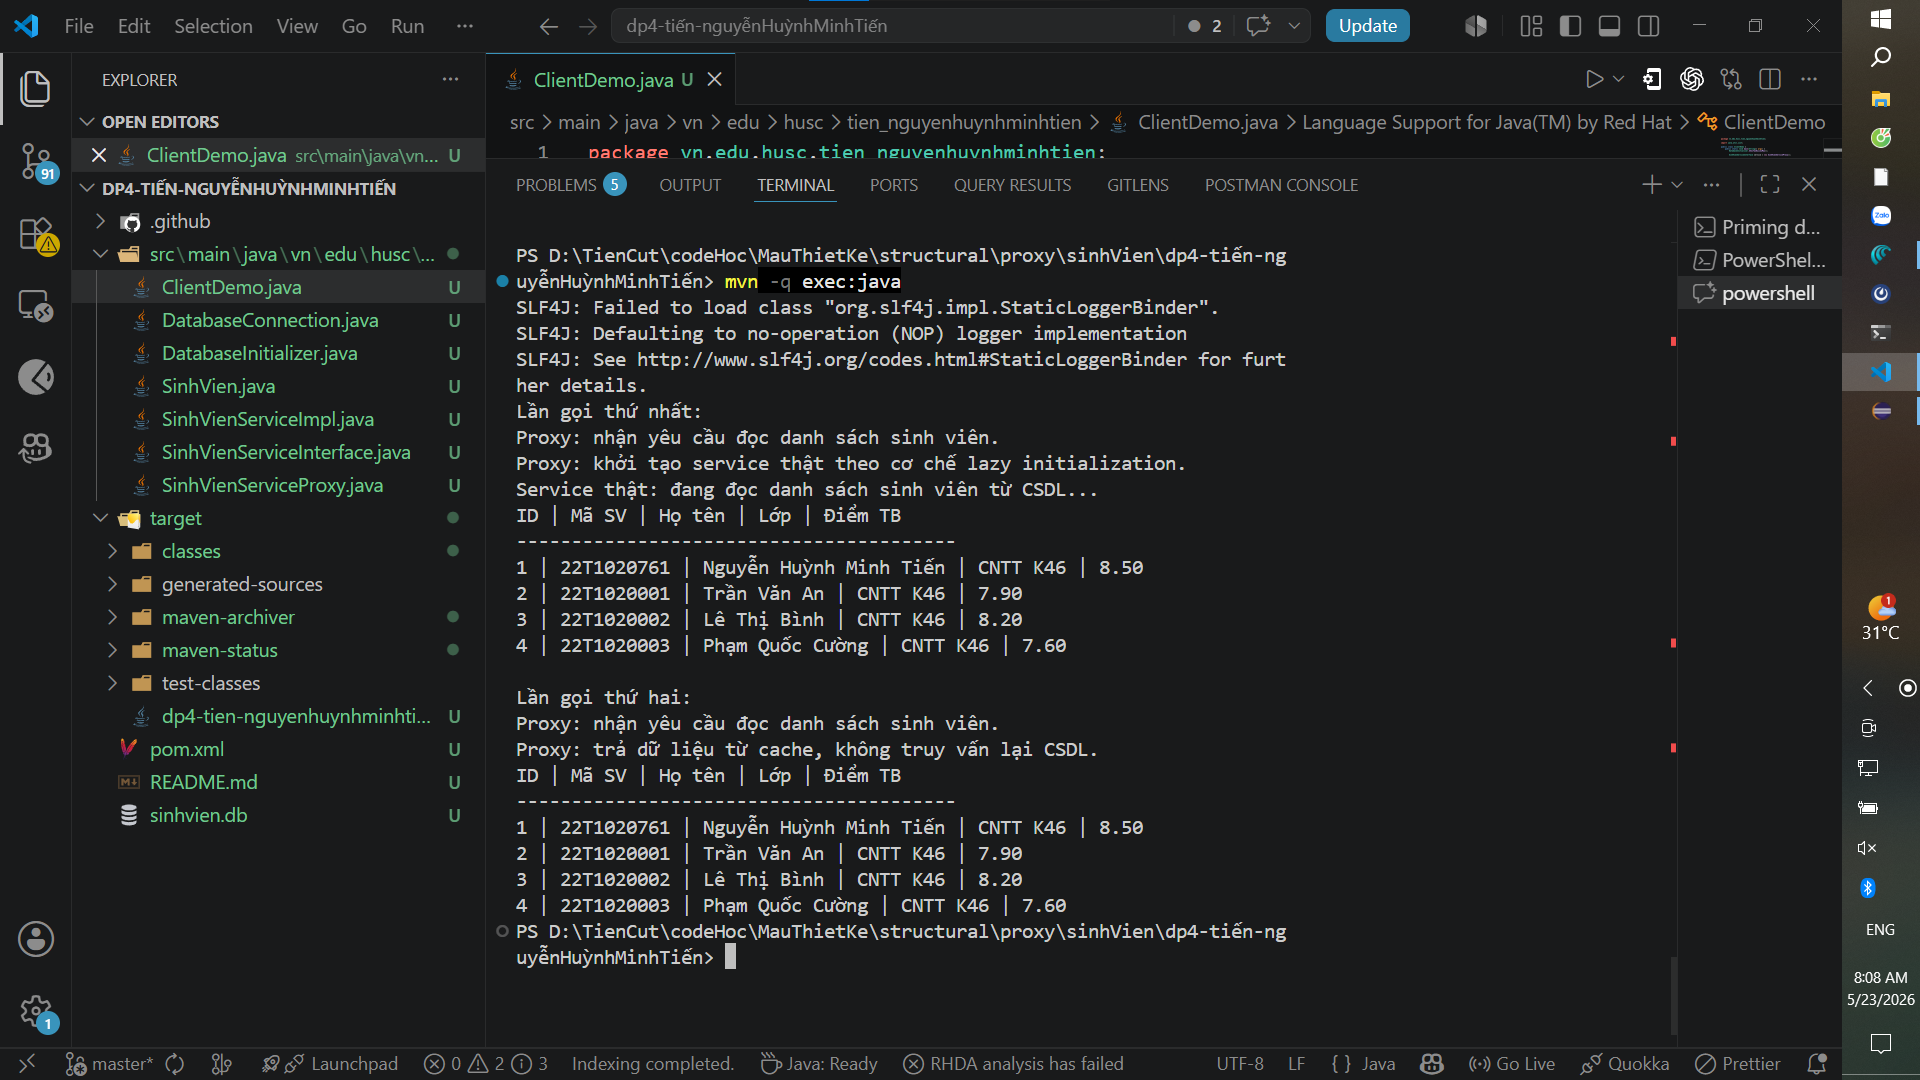 File Edit Selection View Go Run ···
dp4-tiến-nguyễnHuỳnhMinhTiến
2
Update
EXPLORER
OPEN EDITORS
ClientDemo.java src\main\java\vn... U
DP4-TIẾN-NGUYỄNHUỲNHMINHTIẾN
.github
src\main\java\vn\edu\husc\...
ClientDemo.java U
DatabaseConnection.java U
DatabaseInitializer.java U
SinhVien.java U
SinhVienServiceImpl.java U
SinhVienServiceInterface.java U
SinhVienServiceProxy.java U
target
classes
generated-sources
maven-archiver
maven-status
test-classes
dp4-tien-nguyenhuynhminhti... U
pom.xml U
README.md U
sinhvien.db U
91
1
ClientDemo.java U
src > main > java > vn > edu > husc > tien_nguyenhuynhminhtien > ClientDemo.java > Language Support for Java(TM) by Red Hat > ClientDemo
1 package vn.edu.husc.tien_nguyenhuynhminhtien;
PROBLEMS 5 OUTPUT TERMINAL PORTS QUERY RESULTS GITLENS POSTMAN CONSOLE
PS D:\TienCut\codeHoc\MauThietKe\structural\proxy\sinhVien\dp4-tiến-ng
uyễnHuỳnhMinhTiến> mvn -q exec:java
SLF4J: Failed to load class "org.slf4j.impl.StaticLoggerBinder".
SLF4J: Defaulting to no-operation (NOP) logger implementation
SLF4J: See http://www.slf4j.org/codes.html#StaticLoggerBinder for furt
her details.
Lần gọi thứ nhất:
Proxy: nhận yêu cầu đọc danh sách sinh viên.
Proxy: khởi tạo service thật theo cơ chế lazy initialization.
Service thật: đang đọc danh sách sinh viên từ CSDL...
ID | Mã SV | Họ tên | Lớp | Điểm TB
----------------------------------------
1 | 22T1020761 | Nguyễn Huỳnh Minh Tiến | CNTT K46 | 8.50
2 | 22T1020001 | Trần Văn An | CNTT K46 | 7.90
3 | 22T1020002 | Lê Thị Bình | CNTT K46 | 8.20
4 | 22T1020003 | Phạm Quốc Cường | CNTT K46 | 7.60
Lần gọi thứ hai:
Proxy: nhận yêu cầu đọc danh sách sinh viên.
Proxy: trả dữ liệu từ cache, không truy vấn lại CSDL.
ID | Mã SV | Họ tên | Lớp | Điểm TB
----------------------------------------
1 | 22T1020761 | Nguyễn Huỳnh Minh Tiến | CNTT K46 | 8.50
2 | 22T1020001 | Trần Văn An | CNTT K46 | 7.90
3 | 22T1020002 | Lê Thị Bình | CNTT K46 | 8.20
4 | 22T1020003 | Phạm Quốc Cường | CNTT K46 | 7.60
PS D:\TienCut\codeHoc\MauThietKe\structural\proxy\sinhVien\dp4-tiến-ng
uyễnHuỳnhMinhTiến>
Priming d...
PowerShel...
powershell
master* Launchpad 0 2 3 Indexing completed. Java: Ready RHDA analysis has failed UTF-8 LF { } Java Go Live Quokka Prettier
Zalo
1
31°C
ENG
8:08 AM
5/23/2026